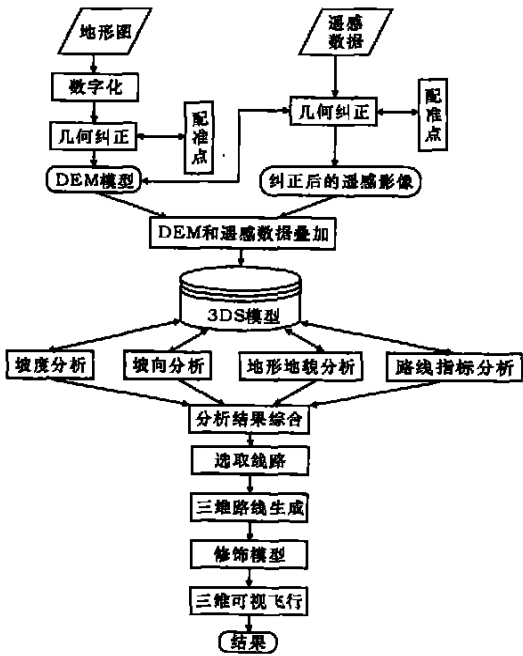 地形图
遥感
数据
数字化
几何纠正
配
准
点
几何纠正
配
准
点
DEM模型
纠正后的遥感影像
DEM和遥感数据叠加
3DS模型
坡度分析
坡向分析
地形地貌分析
路线指标分析
分析结果综合
选取线路
三维路线生成
修饰模型
三维可视飞行
结果